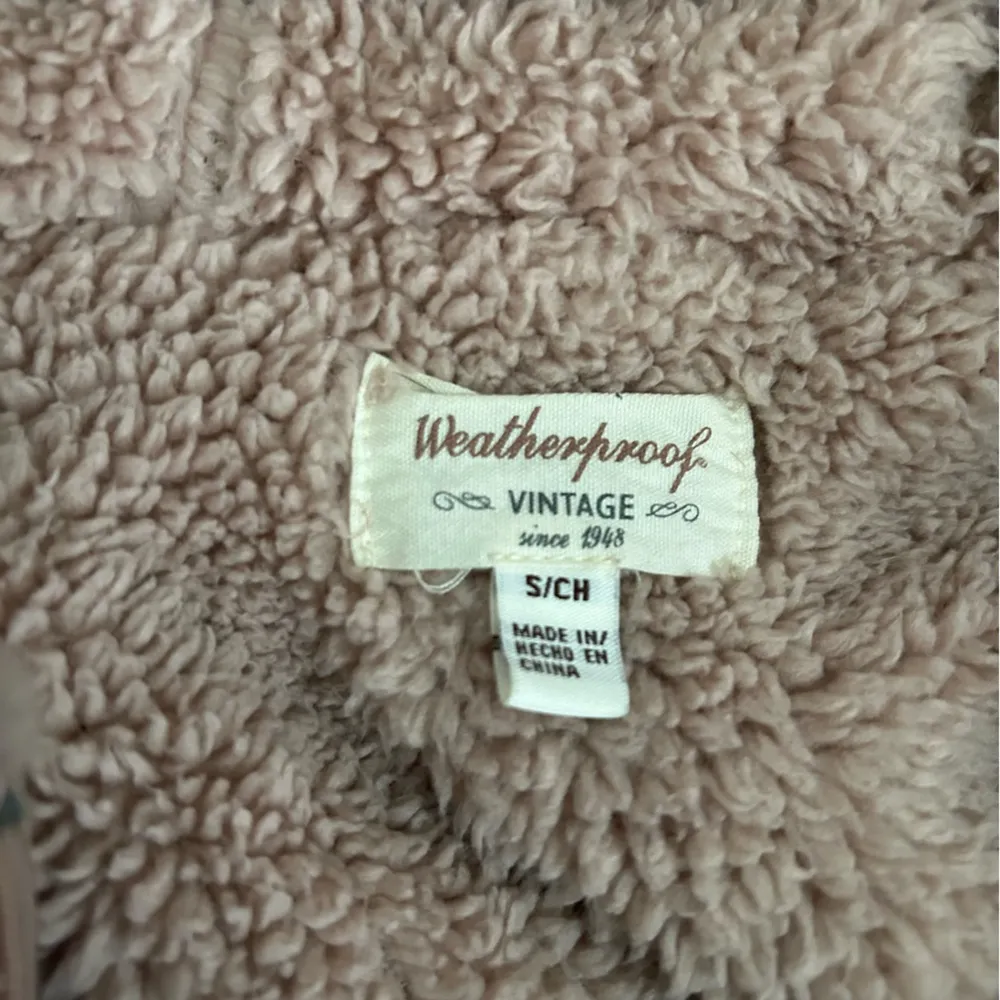 Weatherproof
VINTAGE
since 1948
S/CH
MADE IN/
HECHO EN
CHINA